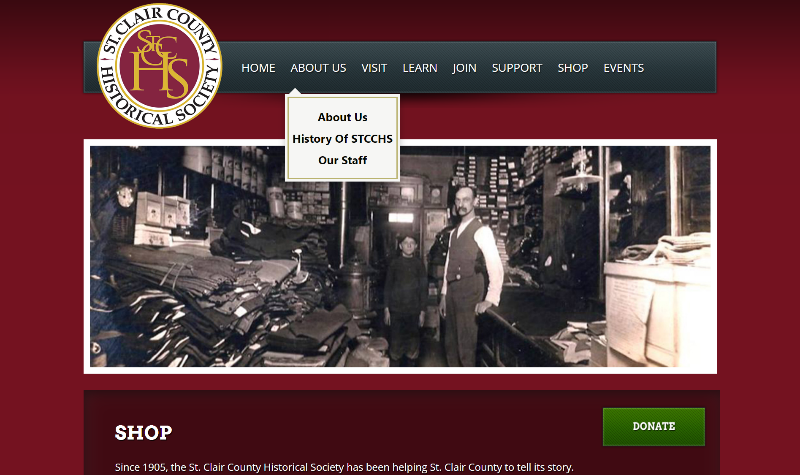 ST. CLAIR COUNTY
HISTORICAL SOCIETY
STCCHS
HOME ABOUT US VISIT LEARN JOIN SUPPORT SHOP EVENTS
About Us
History Of STCCHS
Our Staff
SHOP
DONATE
Since 1905, the St. Clair County Historical Society has been helping St. Clair County to tell its story.